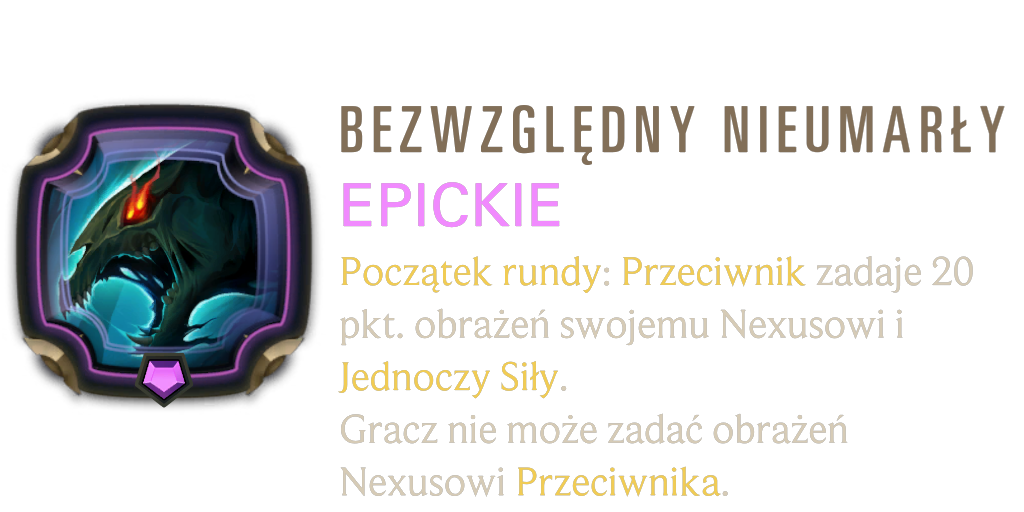 BEZWZGLĘDNY NIEUMARŁY
EPICKIE
Początek rundy: Przeciwnik zadaje 20
pkt. obrażeń swojemu Nexusowi i
Jednoczy Siły.
Gracz nie może zadać obrażeń
Nexusowi Przeciwnika.